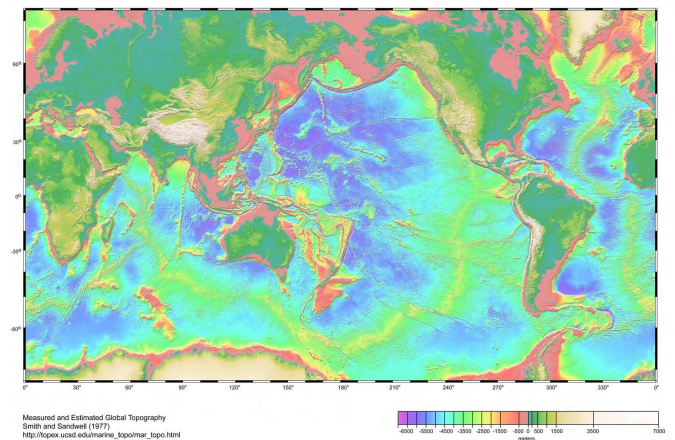 60°
30°
0°
-30°
-60°
0° 30° 60° 90° 120° 150° 180° 210° 240° 270° 300° 330° 0°
Measured and Estimated Global Topography
Smith and Sandwell (1977)
http://topex.ucsd.edu/marine_topo/mar_topo.html
-6500 -5500 -4500 -3500 -2500 -1500 -500 0 500 1500 3500 7000
meters